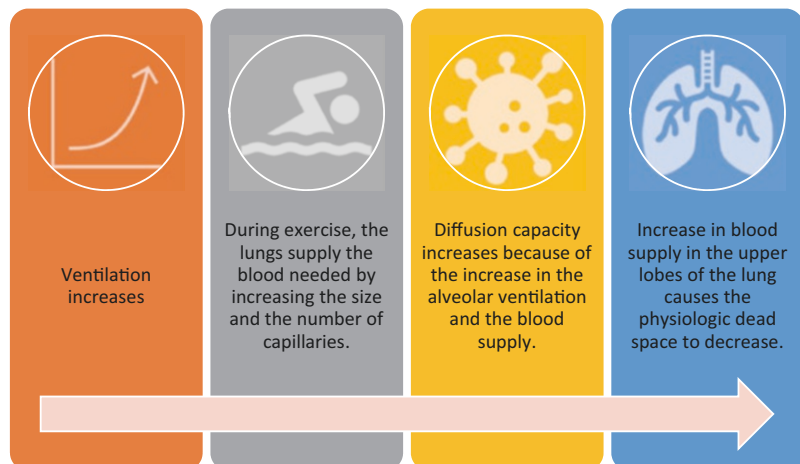 Ventilation
increases
During exercise, the
lungs supply the
blood needed by
increasing the size
and the number of
capillaries.
Diffusion capacity
increases because of
the increase in the
alveolar ventilation
and the blood
supply.
Increase in blood
supply in the upper
lobes of the lung
causes the
physiologic dead
space to decrease.